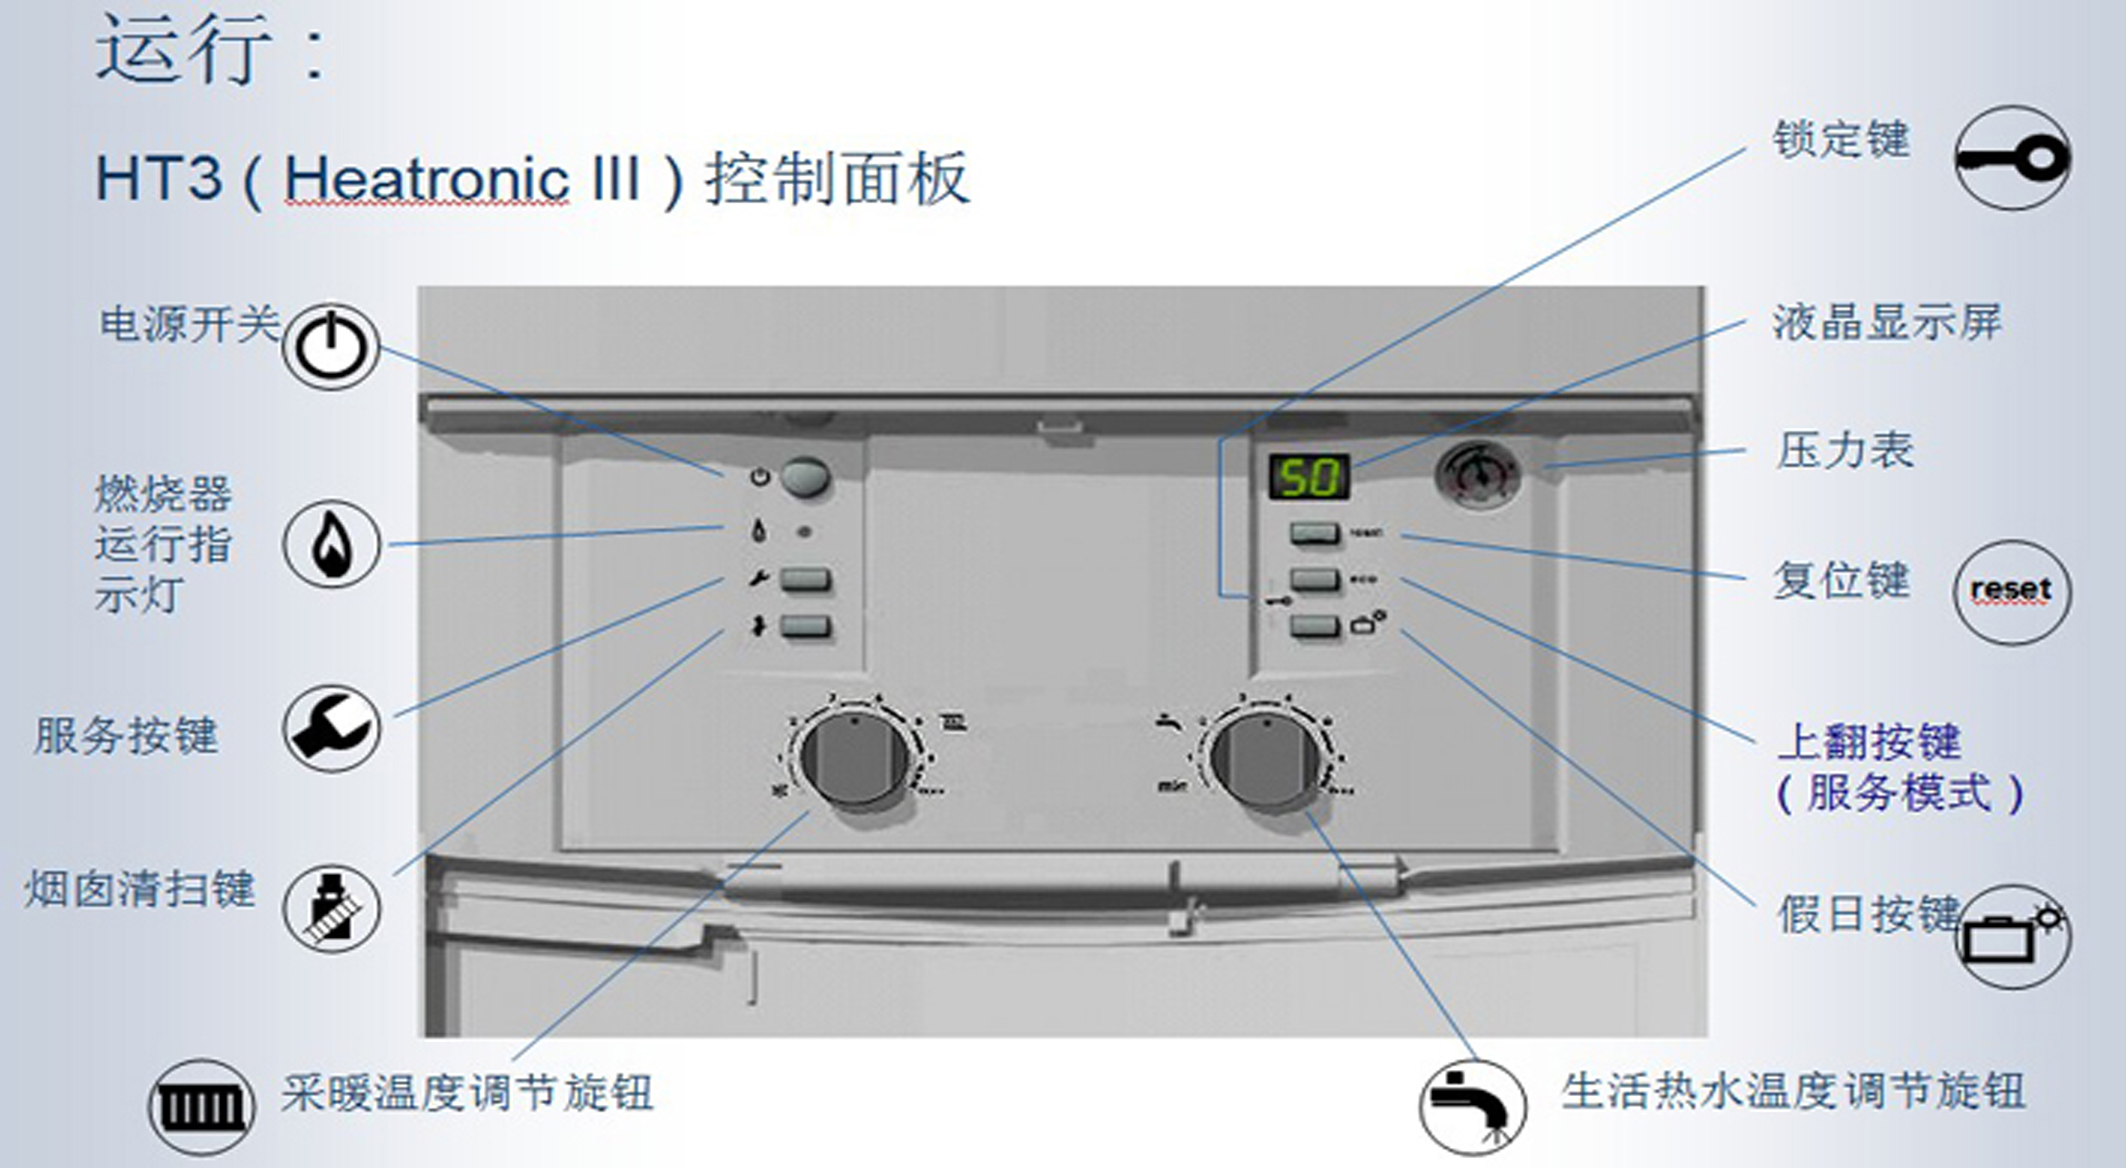 运行：
HT3（Heatronic III）控制面板
锁定键
电源开关
液晶显示屏
压力表
50
燃烧器
运行指
示灯
reset
复位键
reset
eco
服务按键
上翻按键
（服务模式）
烟囱清扫键
假日按键
min
采暖温度调节旋钮
生活热水温度调节旋钮